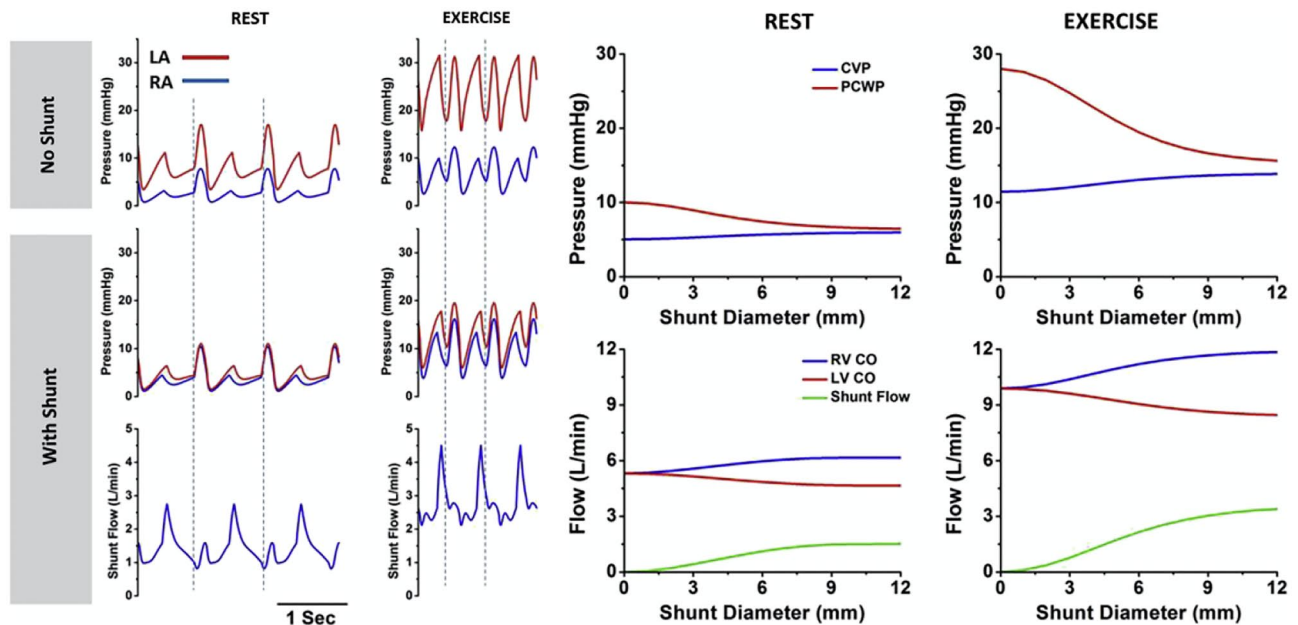 REST
EXERCISE
No Shunt
LA
RA
Pressure (mmHg)
30
20
10
0
Pressure (mmHg)
30
20
10
0
With Shunt
Pressure (mmHg)
30
20
10
0
Pressure (mmHg)
30
20
10
0
Shunt Flow (L/min)
5
4
3
2
1
0
Shunt Flow (L/min)
5
4
3
2
1
0
1 Sec
REST
EXERCISE
Pressure (mmHg)
30
20
10
0
CVP
PCWP
0 3 6 9 12
Shunt Diameter (mm)
Pressure (mmHg)
30
20
10
0
0 3 6 9 12
Shunt Diameter (mm)
Flow (L/min)
12
9
6
3
0
RV CO
LV CO
Shunt Flow
0 3 6 9 12
Shunt Diameter (mm)
Flow (L/min)
12
9
6
3
0
0 3 6 9 12
Shunt Diameter (mm)